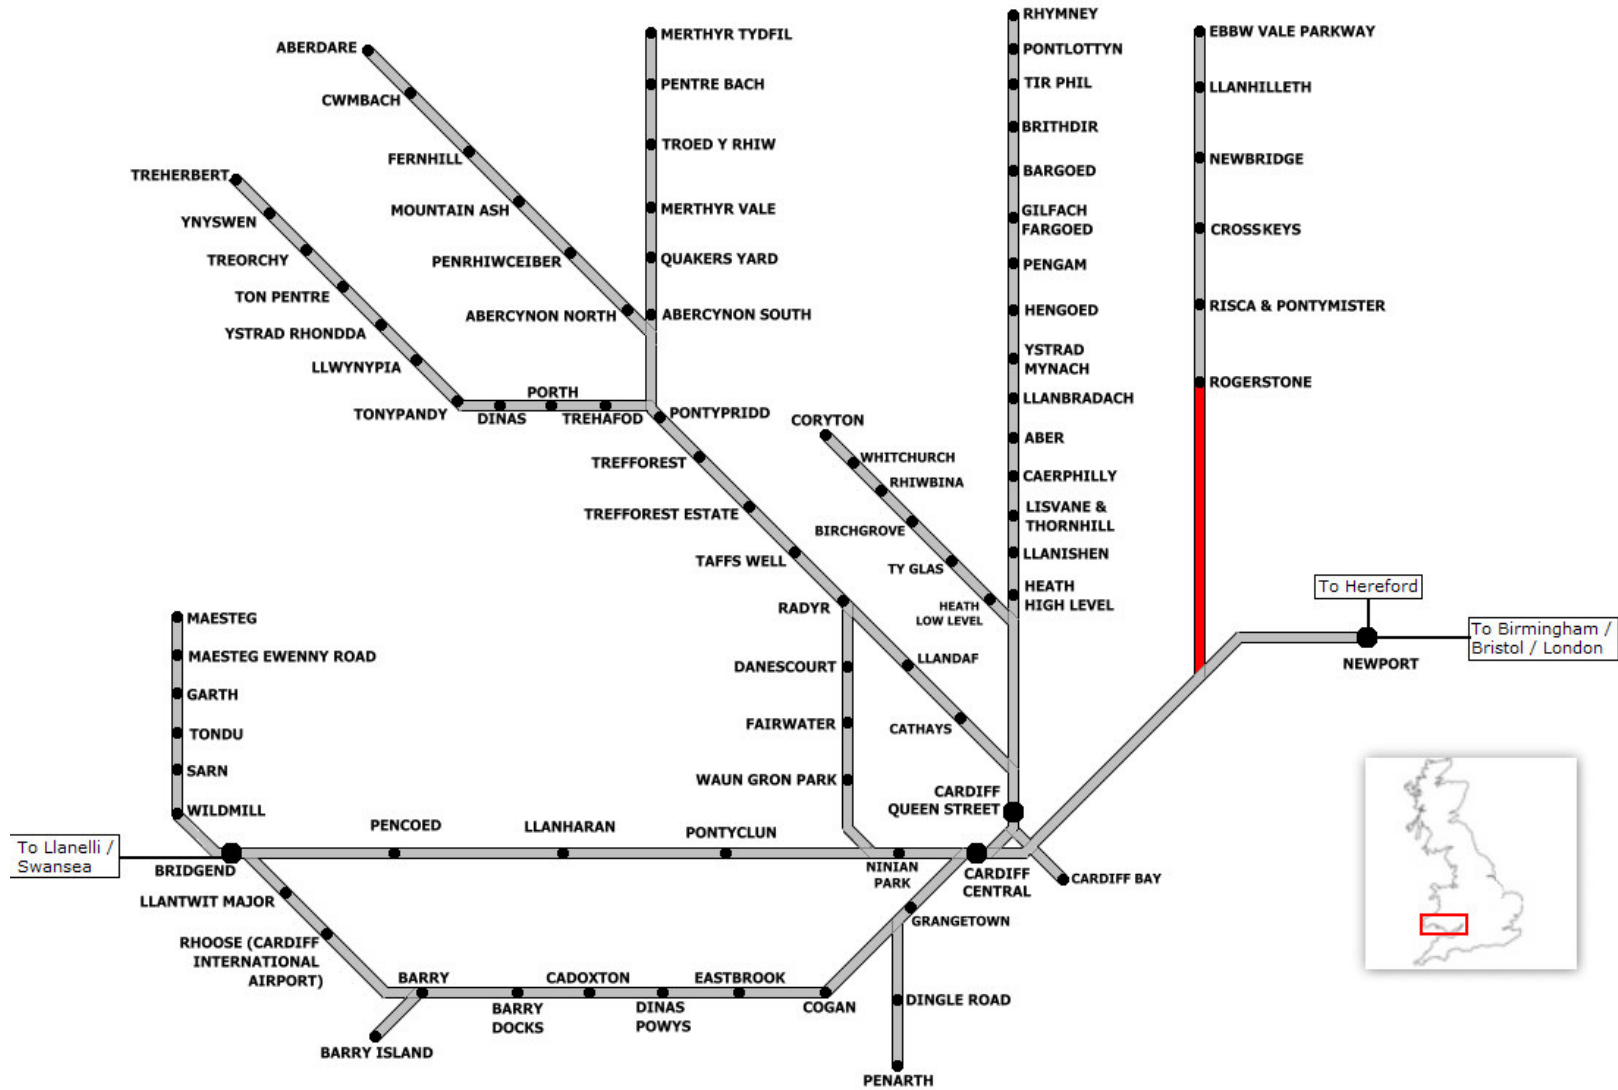 RHYMNEY
EBBW VALE PARKWAY
MERTHYR TYDFIL
ABERDARE
PONTLOTTYN
PENTRE BACH
TIR PHIL
LLANHILLETH
CWMBACH
BRITHDIR
TROED Y RHIW
NEWBRIDGE
FERNHILL
BARGOED
TREHERBERT
MOUNTAIN ASH
MERTHYR VALE
GILFACH
FARGOED
YNYSWEN
CROSSKEYS
TREORCHY
PENRHIWCEIBER
QUAKERS YARD
PENGAM
TON PENTRE
ABERCYNON NORTH
ABERCYNON SOUTH
HENGOED
RISCA & PONTYMISTER
YSTRAD RHONDDA
YSTRAD
MYNACH
LLWYNYPIA
ROGERSTONE
PORTH
LLANBRADACH
TONYPANDY
DINAS
TREHAFOD
PONTYPRIDD
CORYTON
ABER
WHITCHURCH
TREFFOREST
RHIWBINA
CAERPHILLY
TREFFOREST ESTATE
BIRCHGROVE
LISVANE &
THORNHILL
TAFFS WELL
TY GLAS
LLANISHEN
RADYR
HEATH
LOW LEVEL
HEATH
HIGH LEVEL
To Hereford
MAESTEG
To Birmingham /
Bristol / London
MAESTEG EWENNY ROAD
DANESCOURT
LLANDAF
NEWPORT
GARTH
TONDU
FAIRWATER
CATHAYS
SARN
WAUN GRON PARK
CARDIFF
QUEEN STREET
WILDMILL
PENCOED
LLANHARAN
PONTYCLUN
To Llanelli /
Swansea
BRIDGEND
NINIAN
PARK
CARDIFF
CENTRAL
CARDIFF BAY
LLANTWIT MAJOR
GRANGETOWN
RHOOSE (CARDIFF
INTERNATIONAL
AIRPORT)
BARRY
CADOXTON
EASTBROOK
BARRY
DOCKS
DINAS
POWYS
COGAN
DINGLE ROAD
BARRY ISLAND
PENARTH